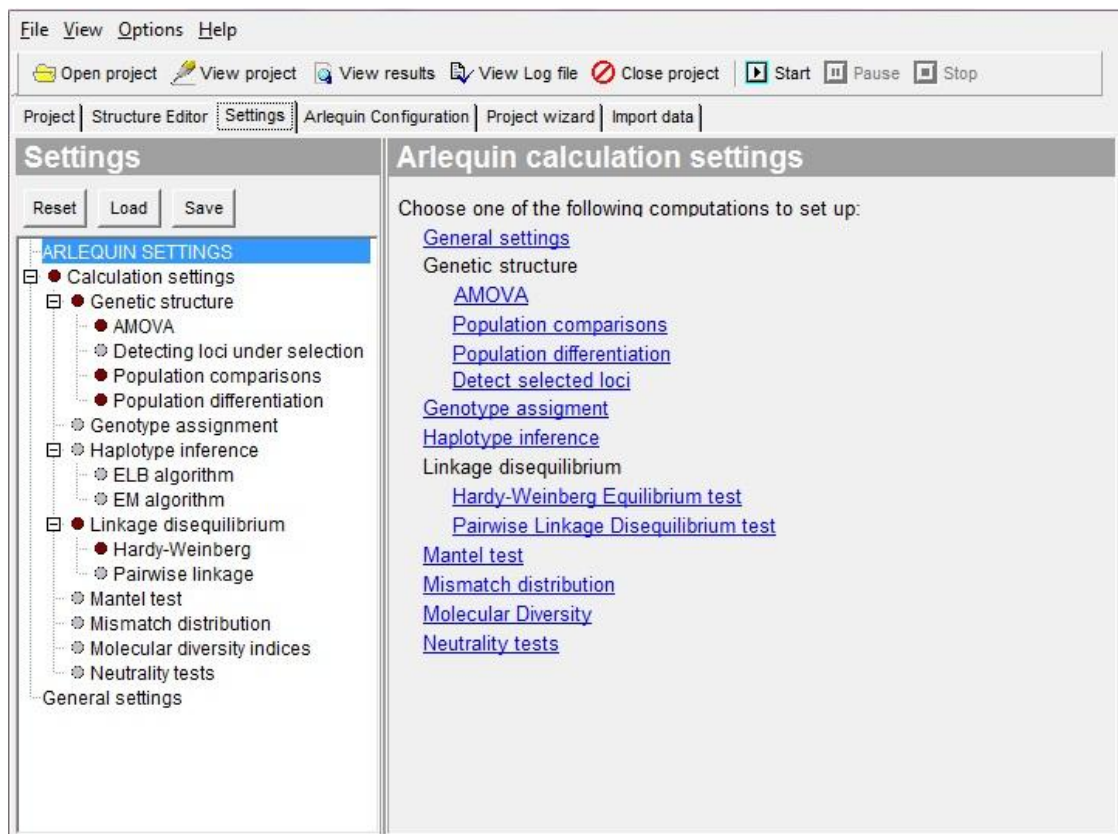 File View Options Help
Open project View project View results View Log file Close project Start Pause Stop
Project Structure Editor Settings Arlequin Configuration Project wizard Import data
Settings
Reset Load Save
ARLEQUIN SETTINGS
Calculation settings
Genetic structure
AMOVA
Detecting loci under selection
Population comparisons
Population differentiation
Genotype assignment
Haplotype inference
ELB algorithm
EM algorithm
Linkage disequilibrium
Hardy-Weinberg
Pairwise linkage
Mantel test
Mismatch distribution
Molecular diversity indices
Neutrality tests
General settings
Arlequin calculation settings
Choose one of the following computations to set up:
General settings
Genetic structure
AMOVA
Population comparisons
Population differentiation
Detect selected loci
Genotype assigment
Haplotype inference
Linkage disequilibrium
Hardy-Weinberg Equilibrium test
Pairwise Linkage Disequilibrium test
Mantel test
Mismatch distribution
Molecular Diversity
Neutrality tests